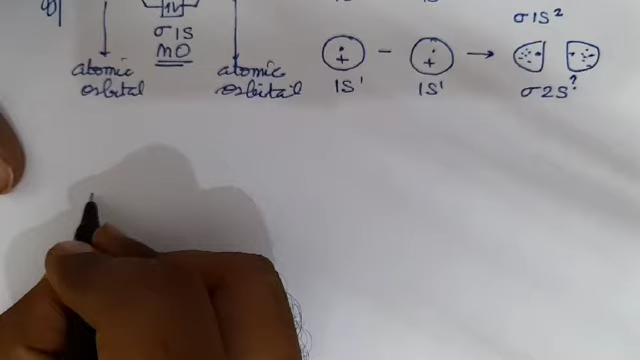 σ1S
MO
atomic
orbital
atomic
orbital
σ1S²
+ − + →
1S¹ 1S¹ σ2S?